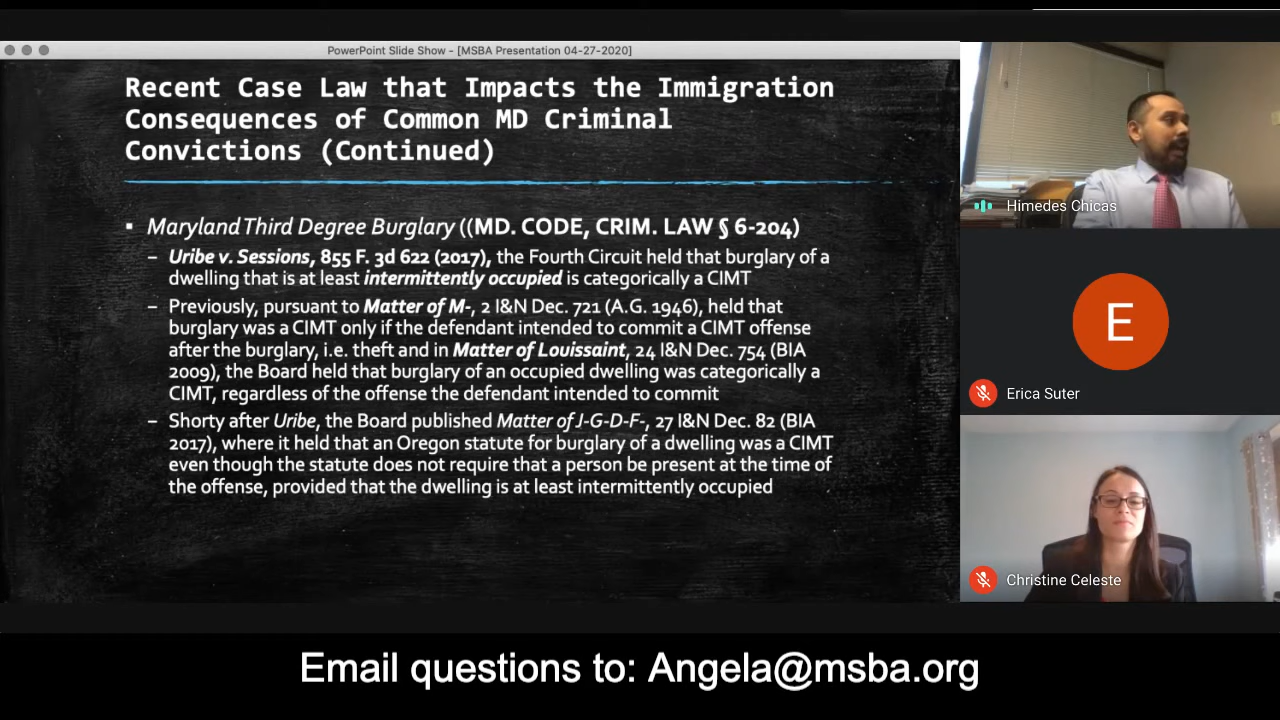 PowerPoint Slide Show - [MSBA Presentation 04-27-2020]
Recent Case Law that Impacts the Immigration
Consequences of Common MD Criminal
Convictions (Continued)
▪ Maryland Third Degree Burglary ((MD. CODE, CRIM. LAW § 6-204)
– Uribe v. Sessions, 855 F. 3d 622 (2017), the Fourth Circuit held that burglary of a
dwelling that is at least intermittently occupied is categorically a CIMT
– Previously, pursuant to Matter of M-, 2 I&N Dec. 721 (A.G. 1946), held that
burglary was a CIMT only if the defendant intended to commit a CIMT offense
after the burglary, i.e. theft and in Matter of Louissaint, 24 I&N Dec. 754 (BIA
2009), the Board held that burglary of an occupied dwelling was categorically a
CIMT, regardless of the offense the defendant intended to commit
– Shorty after Uribe, the Board published Matter of J-G-D-F-, 27 I&N Dec. 82 (BIA
2017), where it held that an Oregon statute for burglary of a dwelling was a CIMT
even though the statute does not require that a person be present at the time of
the offense, provided that the dwelling is at least intermittently occupied
Himedes Chicas
E
Erica Suter
Christine Celeste
Email questions to: Angela@msba.org